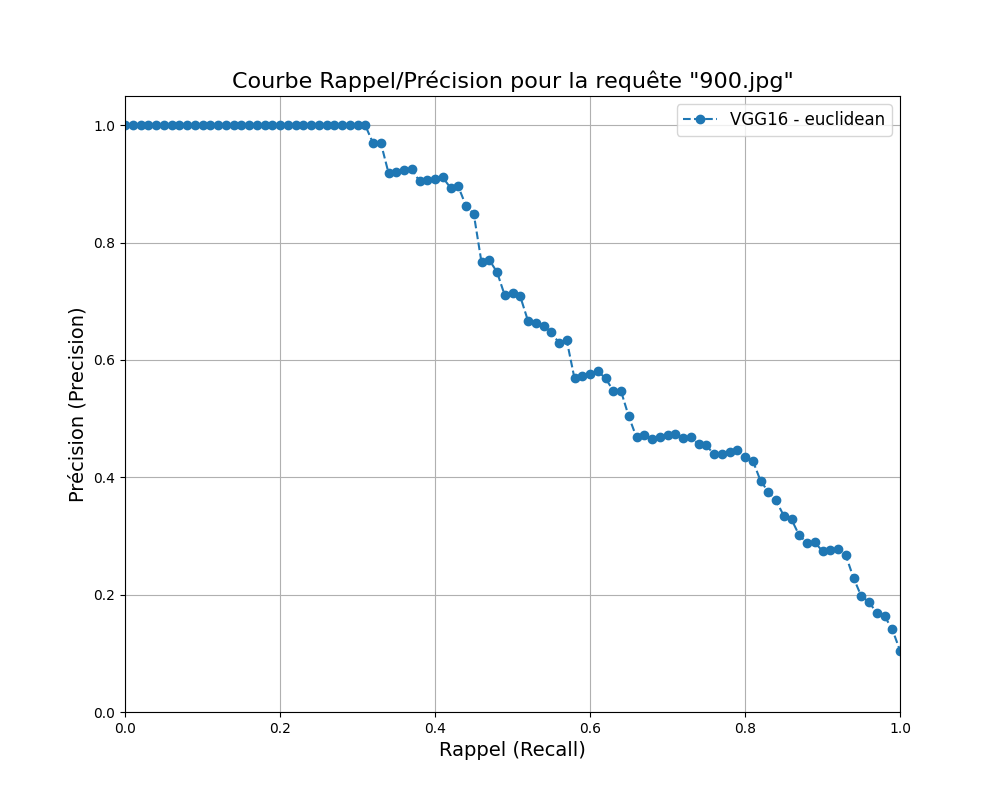 Courbe Rappel/Précision pour la requête "900.jpg"
VGG16 - euclidean
1.0
0.8
0.6
0.4
0.2
0.0
Précision (Precision)
0.0 0.2 0.4 0.6 0.8 1.0
Rappel (Recall)